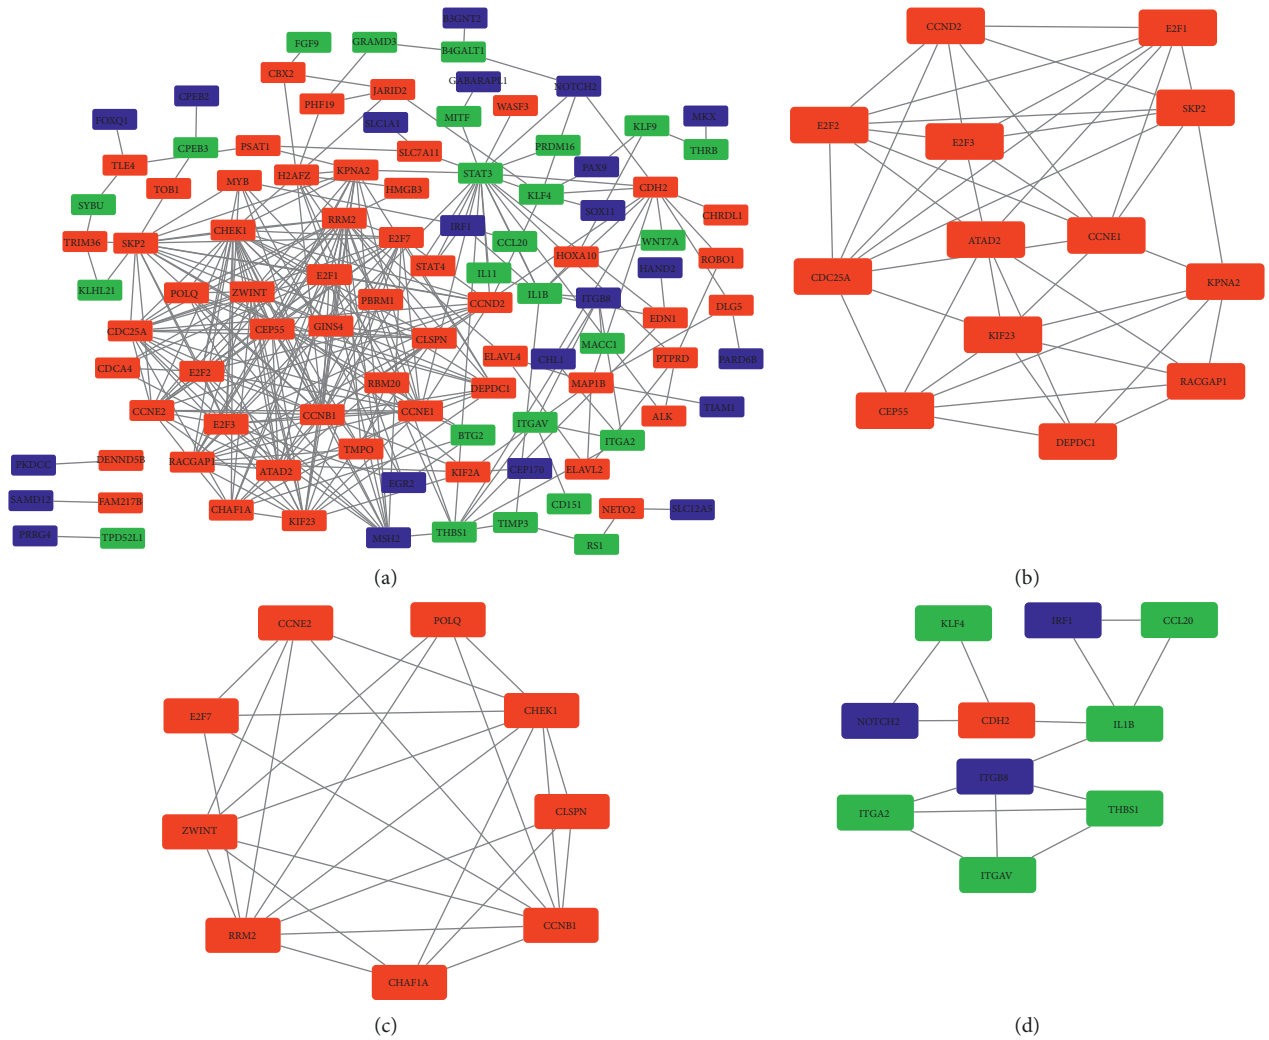 B3GNT2
FGF9
GRAMD3
B4GALT1
CBX2
GABARAPL1
NOTCH2
JARID2
CPEB2
PHF19
WASF3
FOXQ1
SLC1A1
MITF
MKX
KLF9
CPEB3
PSAT1
SLC7A11
PRDM16
THRB
TLE4
H2AFZ
KPNA2
STAT3
PAX9
TOB1
MYB
HMGB3
KLF4
CDH2
SYBU
RRM2
IRF1
SOX11
CHRDL1
TRIM36
SKP2
CHEK1
E2F7
CCL20
WNT7A
HOXA10
ROBO1
STAT4
E2F1
IL11
HAND2
KLHL21
POLQ
ZWINT
PBRM1
CCND2
IL1B
ITGB8
DLG5
CDC25A
CEP55
GINS4
EDN1
CLSPN
MACC1
CDCA4
ELAVL4
CHL1
PTPRD
PARD6B
E2F2
RBM20
DEPDC1
MAP1B
CCNE2
CCNB1
CCNE1
TIAM1
E2F3
ITGAV
ALK
BTG2
ITGA2
TMPO
PKDCC
DENND5B
RACGAP1
ATAD2
KIF2A
CEP170
ELAVL2
EGR2
SAMD12
FAM217B
CHAF1A
CD151
NETO2
SLC12A5
KIF23
PRRG4
TPD52L1
MSH2
THBS1
TIMP3
RS1
(a)
CCND2
E2F1
SKP2
E2F2
E2F3
ATAD2
CCNE1
CDC25A
KPNA2
KIF23
RACGAP1
CEP55
DEPDC1
(b)
CCNE2
POLQ
E2F7
CHEK1
CLSPN
ZWINT
CCNB1
RRM2
CHAF1A
(c)
KLF4
IRF1
CCL20
NOTCH2
CDH2
IL1B
ITGB8
ITGA2
THBS1
ITGAV
(d)